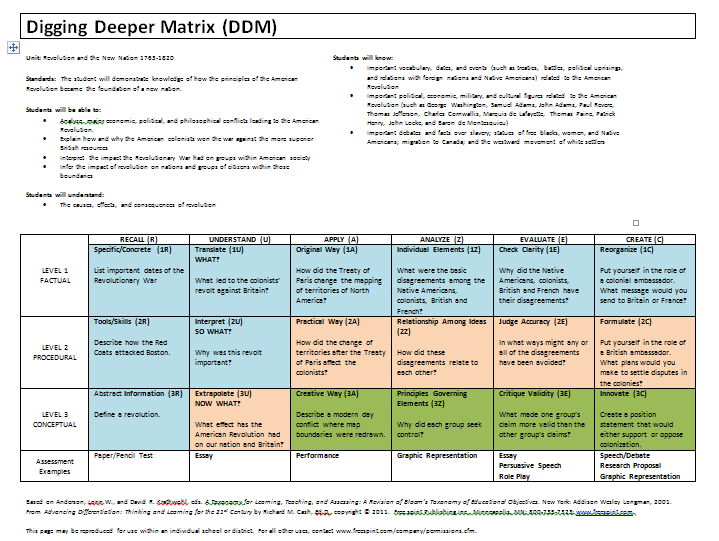 Digging Deeper Matrix (DDM)
Unit: Revolution and the New Nation 1763-1820
Standards: The student will demonstrate knowledge of how the principles of the American
Revolution became the foundation of a new nation.
Students will be able to:
Analyze major economic, political, and philosophical conflicts leading to the American
Revolution.
Explain how and why the American colonists won the war against the more superior
British resources
Interpret the impact the Revolutionary War had on groups within American society
Infer the impact of revolution on nations and groups of citizens within those
boundaries
Students will understand:
The causes, effects, and consequences of revolution
Students will know:
Important vocabulary, dates, and events (such as treaties, battles, political uprisings,
and relations with foreign nations and Native Americans) related to the American
Revolution
Important political, economic, military, and cultural figures related to the American
Revolution (such as George Washington, Samuel Adams, John Adams, Paul Revere,
Thomas Jefferson, Charles Cornwallis, Marquis de Lafayette, Thomas Paine, Patrick
Henry, John Locke, and Baron de Montesquieu)
Important debates and facts over slavery; statues of free blacks, women, and Native
Americans; migration to Canada; and the westward movement of white settlers
RECALL (R) UNDERSTAND (U) APPLY (A) ANALYZE (Z) EVALUATE (E) CREATE (C)
LEVEL 1
FACTUAL
Specific/Concrete (1R)
List important dates of the
Revolutionary War
Translate (1U)
WHAT?
What led to the colonists'
revolt against Britain?
Original Way (1A)
How did the Treaty of
Paris change the mapping
of territories of North
America?
Individual Elements (1Z)
What were the basic
disagreements among the
Native Americans,
colonists, British and
French?
Check Clarity (1E)
Why did the Native
Americans, colonists,
British and French have
their disagreements?
Reorganize (1C)
Put yourself in the role of
a colonial ambassador.
What message would you
send to Britain or France?
LEVEL 2
PROCEDURAL
Tools/Skills (2R)
Describe how the Red
Coats attacked Boston.
Interpret (2U)
SO WHAT?
Why was this revolt
important?
Practical Way (2A)
How did the change of
territories after the Treaty
of Paris affect the
colonists?
Relationship Among Ideas
(2Z)
How did these
disagreements relate to
each other?
Judge Accuracy (2E)
In what ways might any or
all of the disagreements
have been avoided?
Formulate (2C)
Put yourself in the role of
a British ambassador.
What plans would you
make to settle disputes in
the colonies?
LEVEL 3
CONCEPTUAL
Abstract Information (3R)
Define a revolution.
Extrapolate (3U)
NOW WHAT?
What effect has the
American Revolution had
on our nation and Britain?
Creative Way (3A)
Describe a modern day
conflict where map
boundaries were redrawn.
Principles Governing
Elements (3Z)
Why did each group seek
control?
Critique Validity (3E)
What made one group's
claim more valid than the
other group's claims?
Innovate (3C)
Create a position
statement that would
either support or oppose
colonization.
Assessment
Examples
Paper/Pencil Test
Essay
Performance
Graphic Representation
Essay
Persuasive Speech
Role Play
Speech/Debate
Research Proposal
Graphic Representation
Based on Anderson, Lorin W., and David R. Krathwohl, eds. A Taxonomy for Learning, Teaching, and Assessing: A Revision of Bloom's Taxonomy of Educational Objectives. New York: Addison Wesley Longman, 2001.
From Advancing Differentiation: Thinking and Learning for the 21st Century by Richard M. Cash, Ed.D., copyright © 2011. Free Spirit Publishing Inc., Minneapolis, MN; 800-735-7323; www.freespirit.com.
This page may be reproduced for use within an individual school or district. For all other uses, contact www.freespirit.com/company/permissions.cfm.